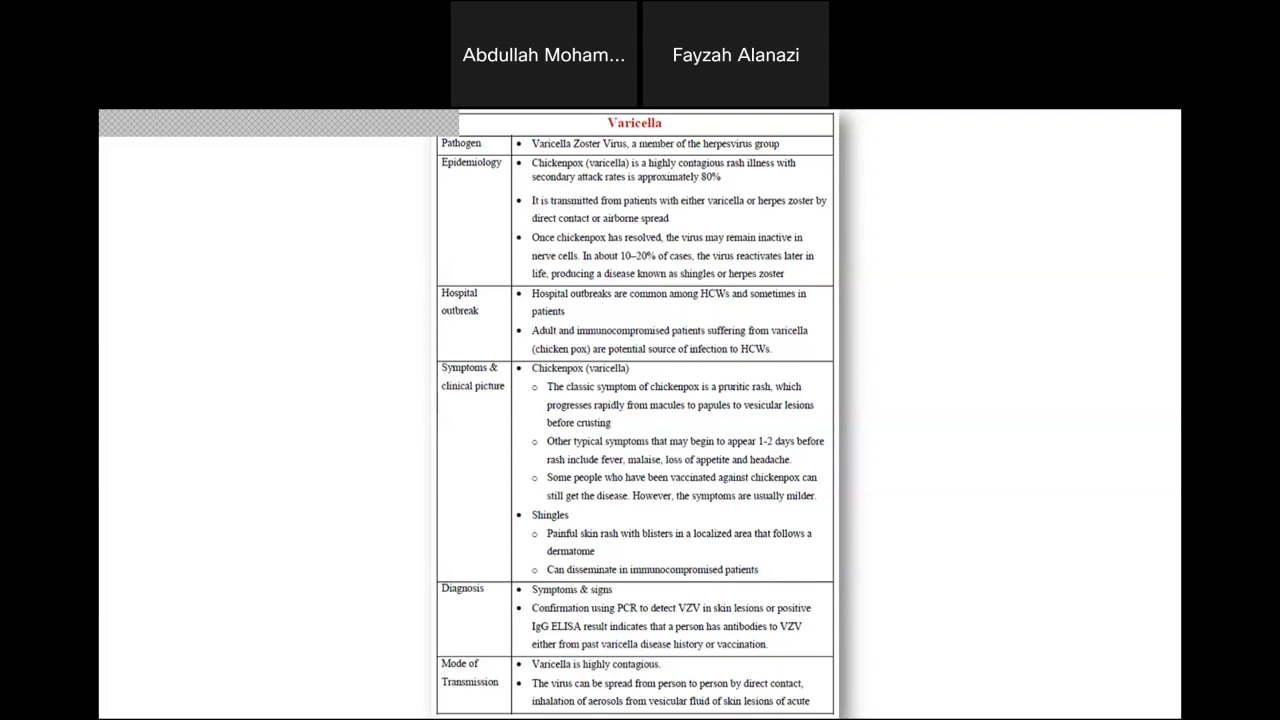 Abdullah Moham...
Fayzah Alanazi
Varicella
Pathogen
• Varicella Zoster Virus, a member of the herpesvirus group
Epidemiology
• Chickenpox (varicella) is a highly contagious rash illness with
secondary attack rates is approximately 80%
• It is transmitted from patients with either varicella or herpes zoster by
direct contact or airborne spread
• Once chickenpox has resolved, the virus may remain inactive in
nerve cells. In about 10–20% of cases, the virus reactivates later in
life, producing a disease known as shingles or herpes zoster
Hospital
outbreak
• Hospital outbreaks are common among HCWs and sometimes in
patients
• Adult and immunocompromised patients suffering from varicella
(chicken pox) are potential source of infection to HCWs.
Symptoms &
clinical picture
• Chickenpox (varicella)
o The classic symptom of chickenpox is a pruritic rash, which
progresses rapidly from macules to papules to vesicular lesions
before crusting
o Other typical symptoms that may begin to appear 1-2 days before
rash include fever, malaise, loss of appetite and headache.
o Some people who have been vaccinated against chickenpox can
still get the disease. However, the symptoms are usually milder.
• Shingles
o Painful skin rash with blisters in a localized area that follows a
dermatome
o Can disseminate in immunocompromised patients
Diagnosis
• Symptoms & signs
• Confirmation using PCR to detect VZV in skin lesions or positive
IgG ELISA result indicates that a person has antibodies to VZV
either from past varicella disease history or vaccination.
Mode of
Transmission
• Varicella is highly contagious.
• The virus can be spread from person to person by direct contact,
inhalation of aerosols from vesicular fluid of skin lesions of acute